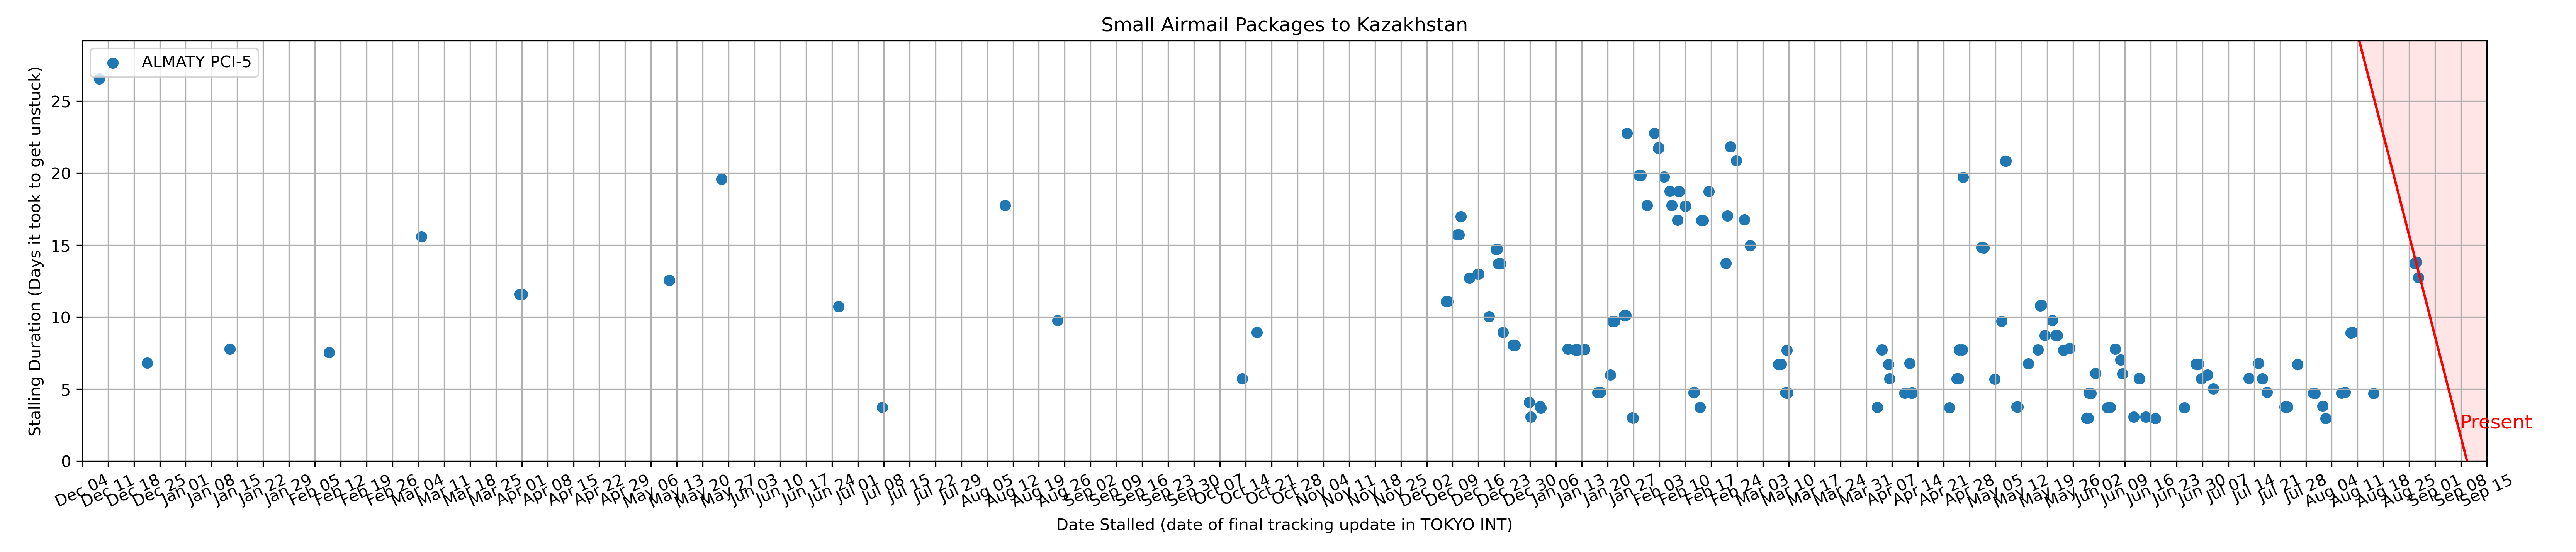 Small Airmail Packages to Kazakhstan
ALMATY PCI-5
Stalling Duration (Days it took to get unstuck)
25
20
15
10
5
0
Present
Dec 04 Dec 11 Dec 18 Dec 25 Jan 01 Jan 08 Jan 15 Jan 22 Jan 29 Feb 05 Feb 12 Feb 19 Feb 26 Mar 04 Mar 11 Mar 18 Mar 25 Apr 01 Apr 08 Apr 15 Apr 22 Apr 29 May 06 May 13 May 20 May 27 Jun 03 Jun 10 Jun 17 Jun 24 Jul 01 Jul 08 Jul 15 Jul 22 Jul 29 Aug 05 Aug 12 Aug 19 Aug 26 Sep 02 Sep 09 Sep 16 Sep 23 Sep 30 Oct 07 Oct 14 Oct 21 Oct 28 Nov 04 Nov 11 Nov 18 Nov 25 Dec 02 Dec 09 Dec 16 Dec 23 Dec 30 Jan 06 Jan 13 Jan 20 Jan 27 Feb 03 Feb 10 Feb 17 Feb 24 Mar 03 Mar 10 Mar 17 Mar 24 Mar 31 Apr 07 Apr 14 Apr 21 Apr 28 May 05 May 12 May 19 May 26 Jun 02 Jun 09 Jun 16 Jun 23 Jun 30 Jul 07 Jul 14 Jul 21 Jul 28 Aug 04 Aug 11 Aug 18 Aug 25 Sep 01 Sep 08 Sep 15
Date Stalled (date of final tracking update in TOKYO INT)